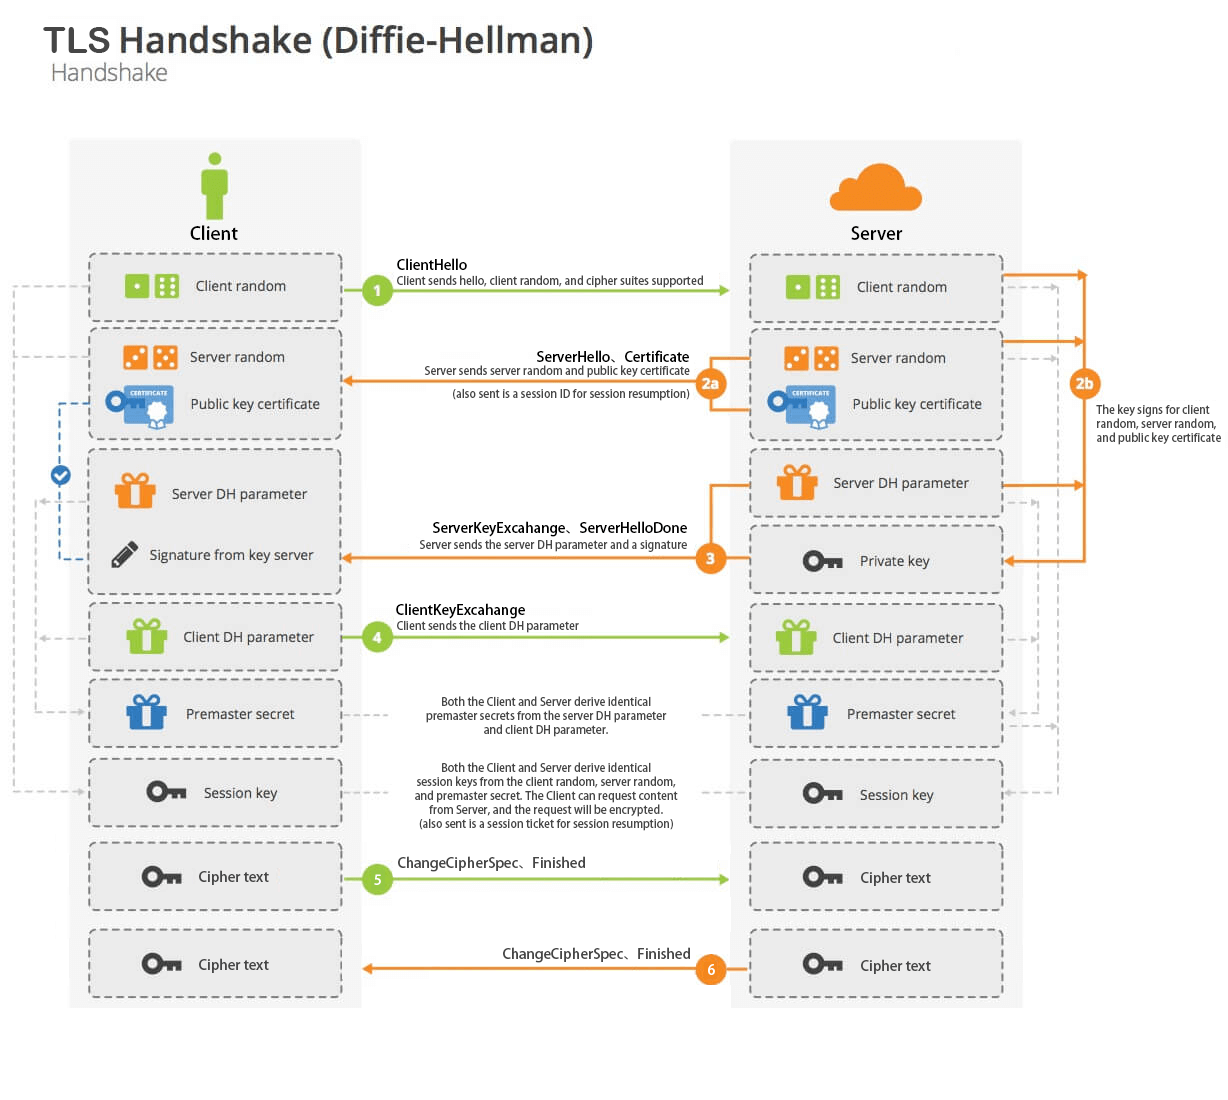 TLS Handshake (Diffie-Hellman)
Handshake
Client
Server
Client random
1
ClientHello
Client sends hello, client random, and cipher suites supported
Client random
Server random
Public key certificate
CERTIFICATE
ServerHello、Certificate
Server sends server random and public key certificate
(also sent is a session ID for session resumption)
2a
Server random
Public key certificate
CERTIFICATE
2b
The key signs for client
random, server random,
and public key certificate
Server DH parameter
Signature from key server
ServerKeyExcahange、ServerHelloDone
Server sends the server DH parameter and a signature
3
Server DH parameter
Private key
Client DH parameter
4
ClientKeyExcahange
Client sends the client DH parameter
Client DH parameter
Premaster secret
Both the Client and Server derive identical
premaster secrets from the server DH parameter
and client DH parameter.
Premaster secret
Session key
Both the Client and Server derive identical
session keys from the client random, server random,
and premaster secret. The Client can request content
from Server, and the request will be encrypted.
(also sent is a session ticket for session resumption)
Session key
Cipher text
5
ChangeCipherSpec、Finished
Cipher text
Cipher text
ChangeCipherSpec、Finished
6
Cipher text